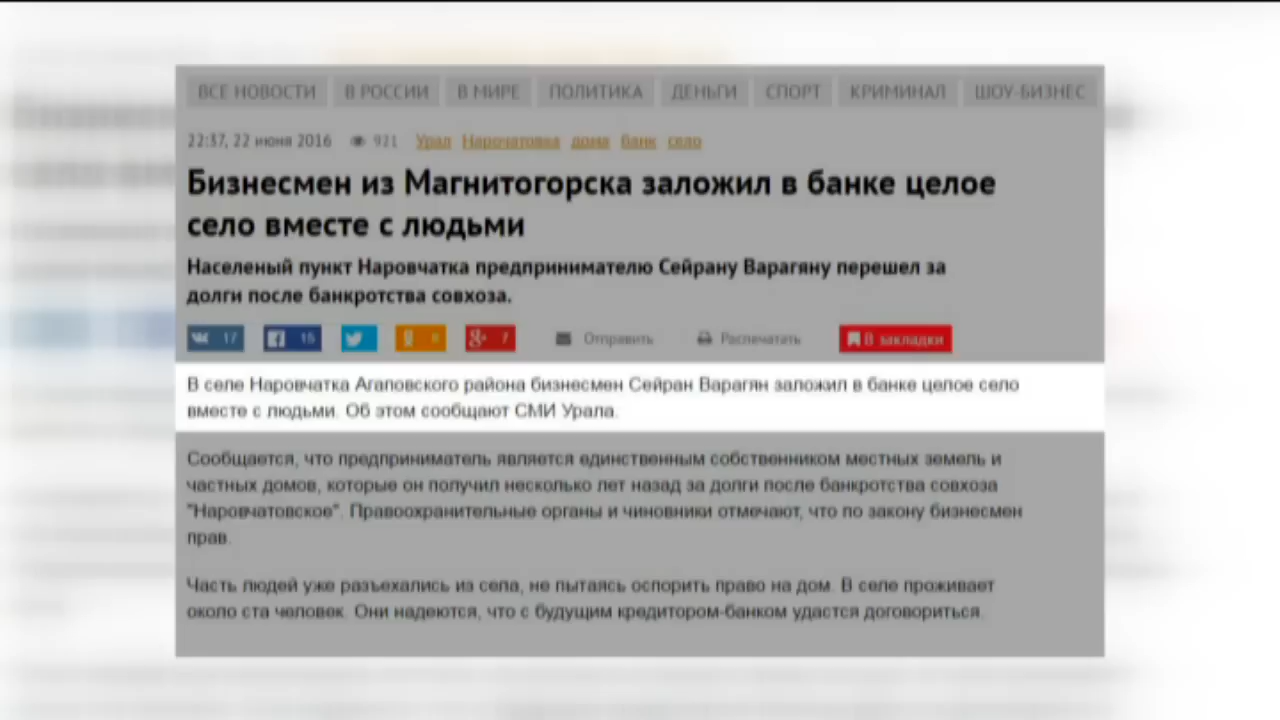 ВСЕ НОВОСТИ В РОССИИ В МИРЕ ПОЛИТИКА ДЕНЬГИ СПОРТ КРИМИНАЛ ШОУ-БИЗНЕС
22:37, 22 июня 2016 921 Урал Нарочатовка дома банк село
Бизнесмен из Магнитогорска заложил в банке целое
село вместе с людьми
Населеный пункт Наровчатка предпринимателю Сейрану Варагяну перешел за
долги после банкротства совхоза.
17 15 8 7 Отправить Распечатать В закладки
В селе Наровчатка Агаповского района бизнесмен Сейран Варагян заложил в банке целое село
вместе с людьми. Об этом сообщают СМИ Урала.
Сообщается, что предприниматель является единственным собственником местных земель и
частных домов, которые он получил несколько лет назад за долги после банкротства совхоза
"Наровчатовское". Правоохранительные органы и чиновники отмечают, что по закону бизнесмен
прав.
Часть людей уже разъехались из села, не пытаясь оспорить право на дом. В селе проживает
около ста человек. Они надеются, что с будущим кредитором-банком удастся договориться.